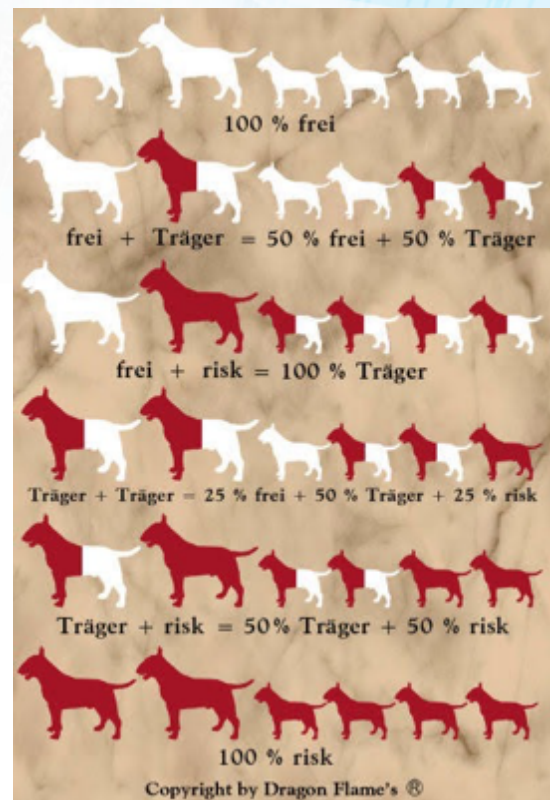 100 % frei
frei + Träger = 50 % frei + 50 % Träger
frei + risk = 100 % Träger
Träger + Träger = 25 % frei + 50 % Träger + 25 % risk
Träger + risk = 50% Träger + 50 % risk
100 % risk
Copyright by Dragon Flame's ®